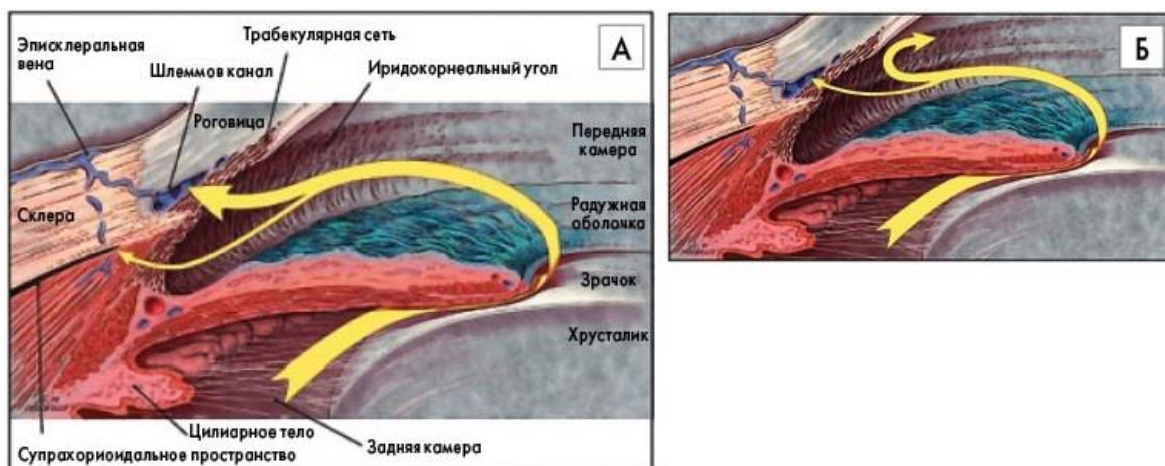 Эписклеральная
вена
Трабекулярная сеть
Шлеммов канал
Иридокорнеальный угол
А
Роговица
Передняя
камера
Склера
Радужная
оболочка
Зрачок
Хрусталик
Цилиарное тело
Задняя камера
Супрахориоидальное пространство
Б